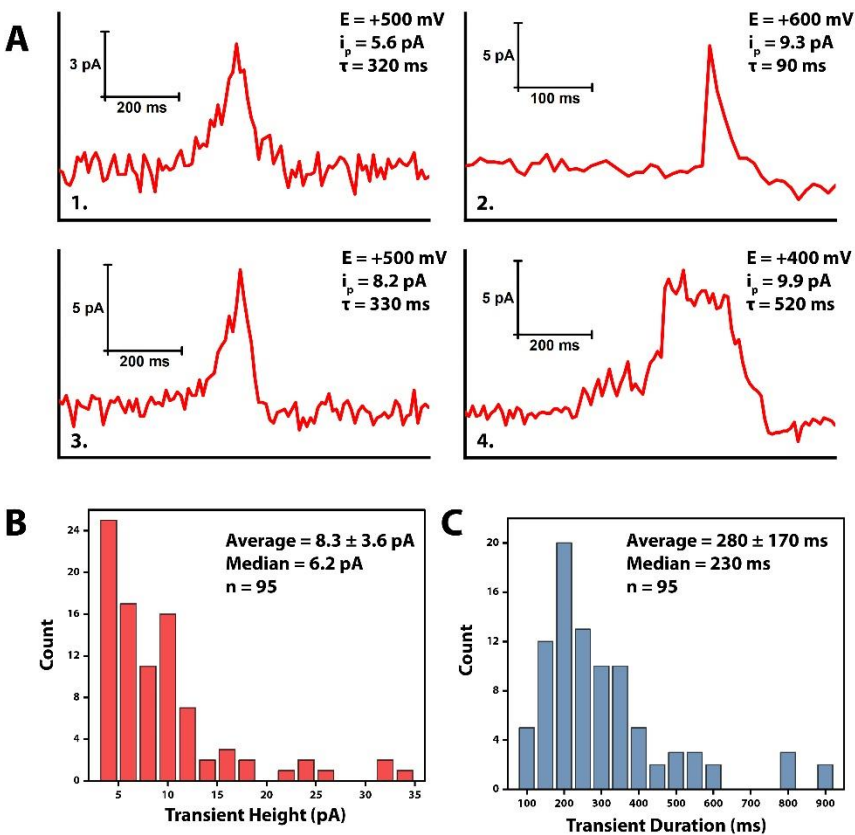 A
E = +500 mV
i_p = 5.6 pA
τ = 320 ms
3 pA
200 ms
1.
E = +600 mV
i_p = 9.3 pA
τ = 90 ms
5 pA
100 ms
2.
E = +500 mV
i_p = 8.2 pA
τ = 330 ms
5 pA
200 ms
3.
E = +400 mV
i_p = 9.9 pA
τ = 520 ms
5 pA
200 ms
4.
B
Average = 8.3 ± 3.6 pA
Median = 6.2 pA
n = 95
Count
24
20
16
12
8
4
0
5 10 15 20 25 30 35
Transient Height (pA)
C
Average = 280 ± 170 ms
Median = 230 ms
n = 95
Count
20
16
12
8
4
0
100 200 300 400 500 600 700 800 900
Transient Duration (ms)